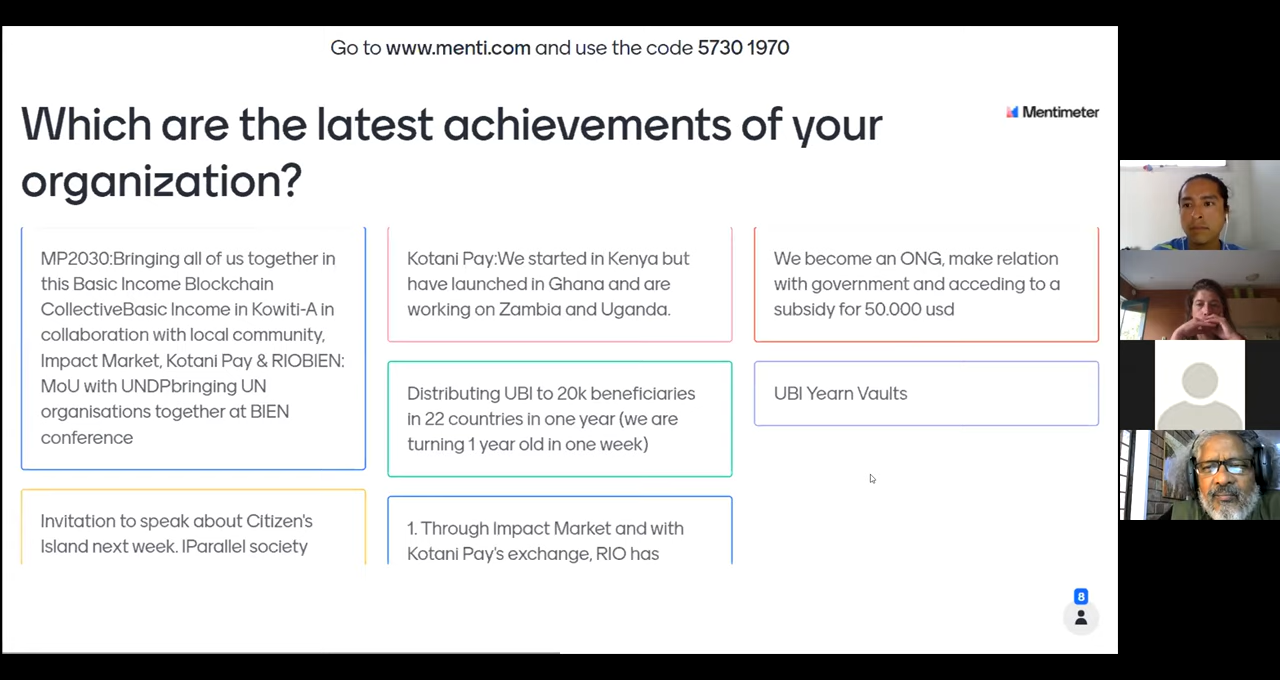 Go to www.menti.com and use the code 5730 1970
Which are the latest achievements of your
organization?
Mentimeter
MP2030:Bringing all of us together in
this Basic Income Blockchain
CollectiveBasic Income in Kowiti-A in
collaboration with local community,
Impact Market, Kotani Pay & RIOBIEN:
MoU with UNDPbringing UN
organisations together at BIEN
conference
Invitation to speak about Citizen's
Island next week. IParallel society
Kotani Pay:We started in Kenya but
have launched in Ghana and are
working on Zambia and Uganda.
Distributing UBI to 20k beneficiaries
in 22 countries in one year (we are
turning 1 year old in one week)
1. Through Impact Market and with
Kotani Pay's exchange, RIO has
We become an ONG, make relation
with government and acceding to a
subsidy for 50.000 usd
UBI Yearn Vaults
8